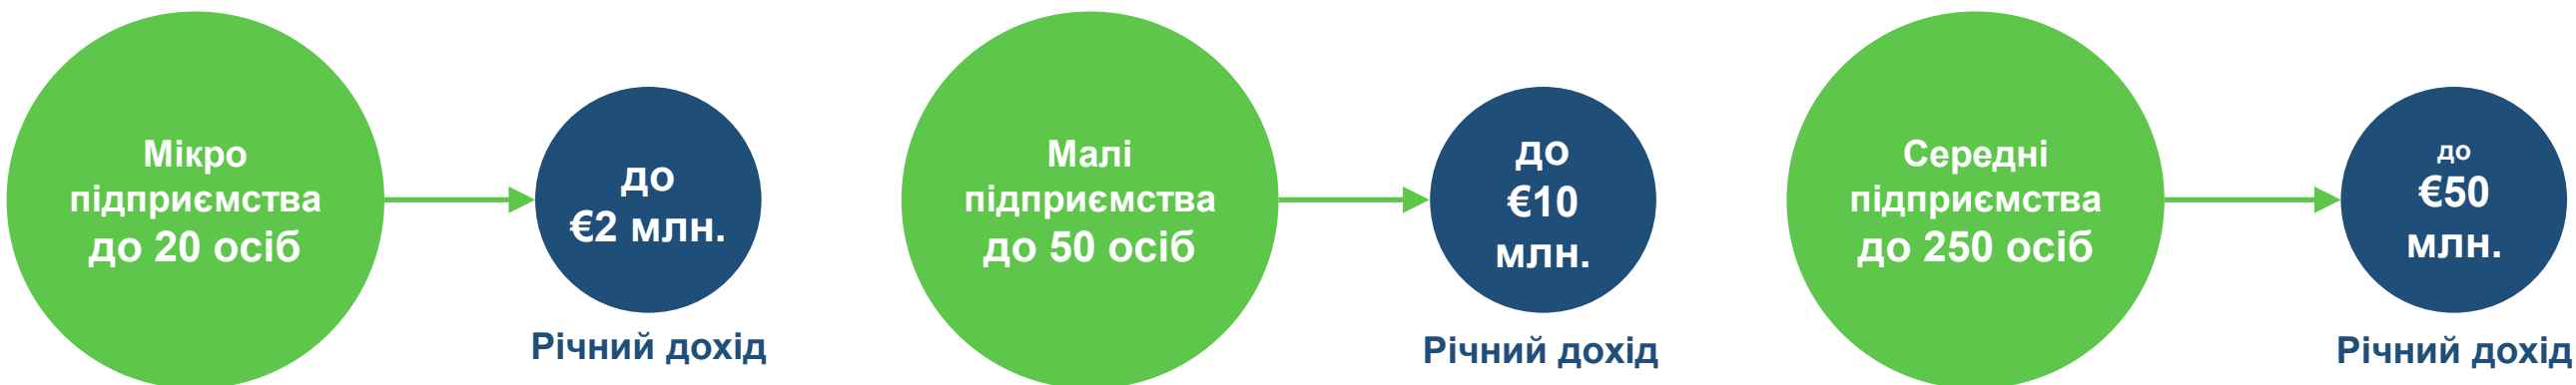 Мікро
підприємства
до 20 осіб
до
€2 млн.
Річний дохід
Малі
підприємства
до 50 осіб
до
€10
млн.
Річний дохід
Середні
підприємства
до 250 осіб
до
€50
млн.
Річний дохід